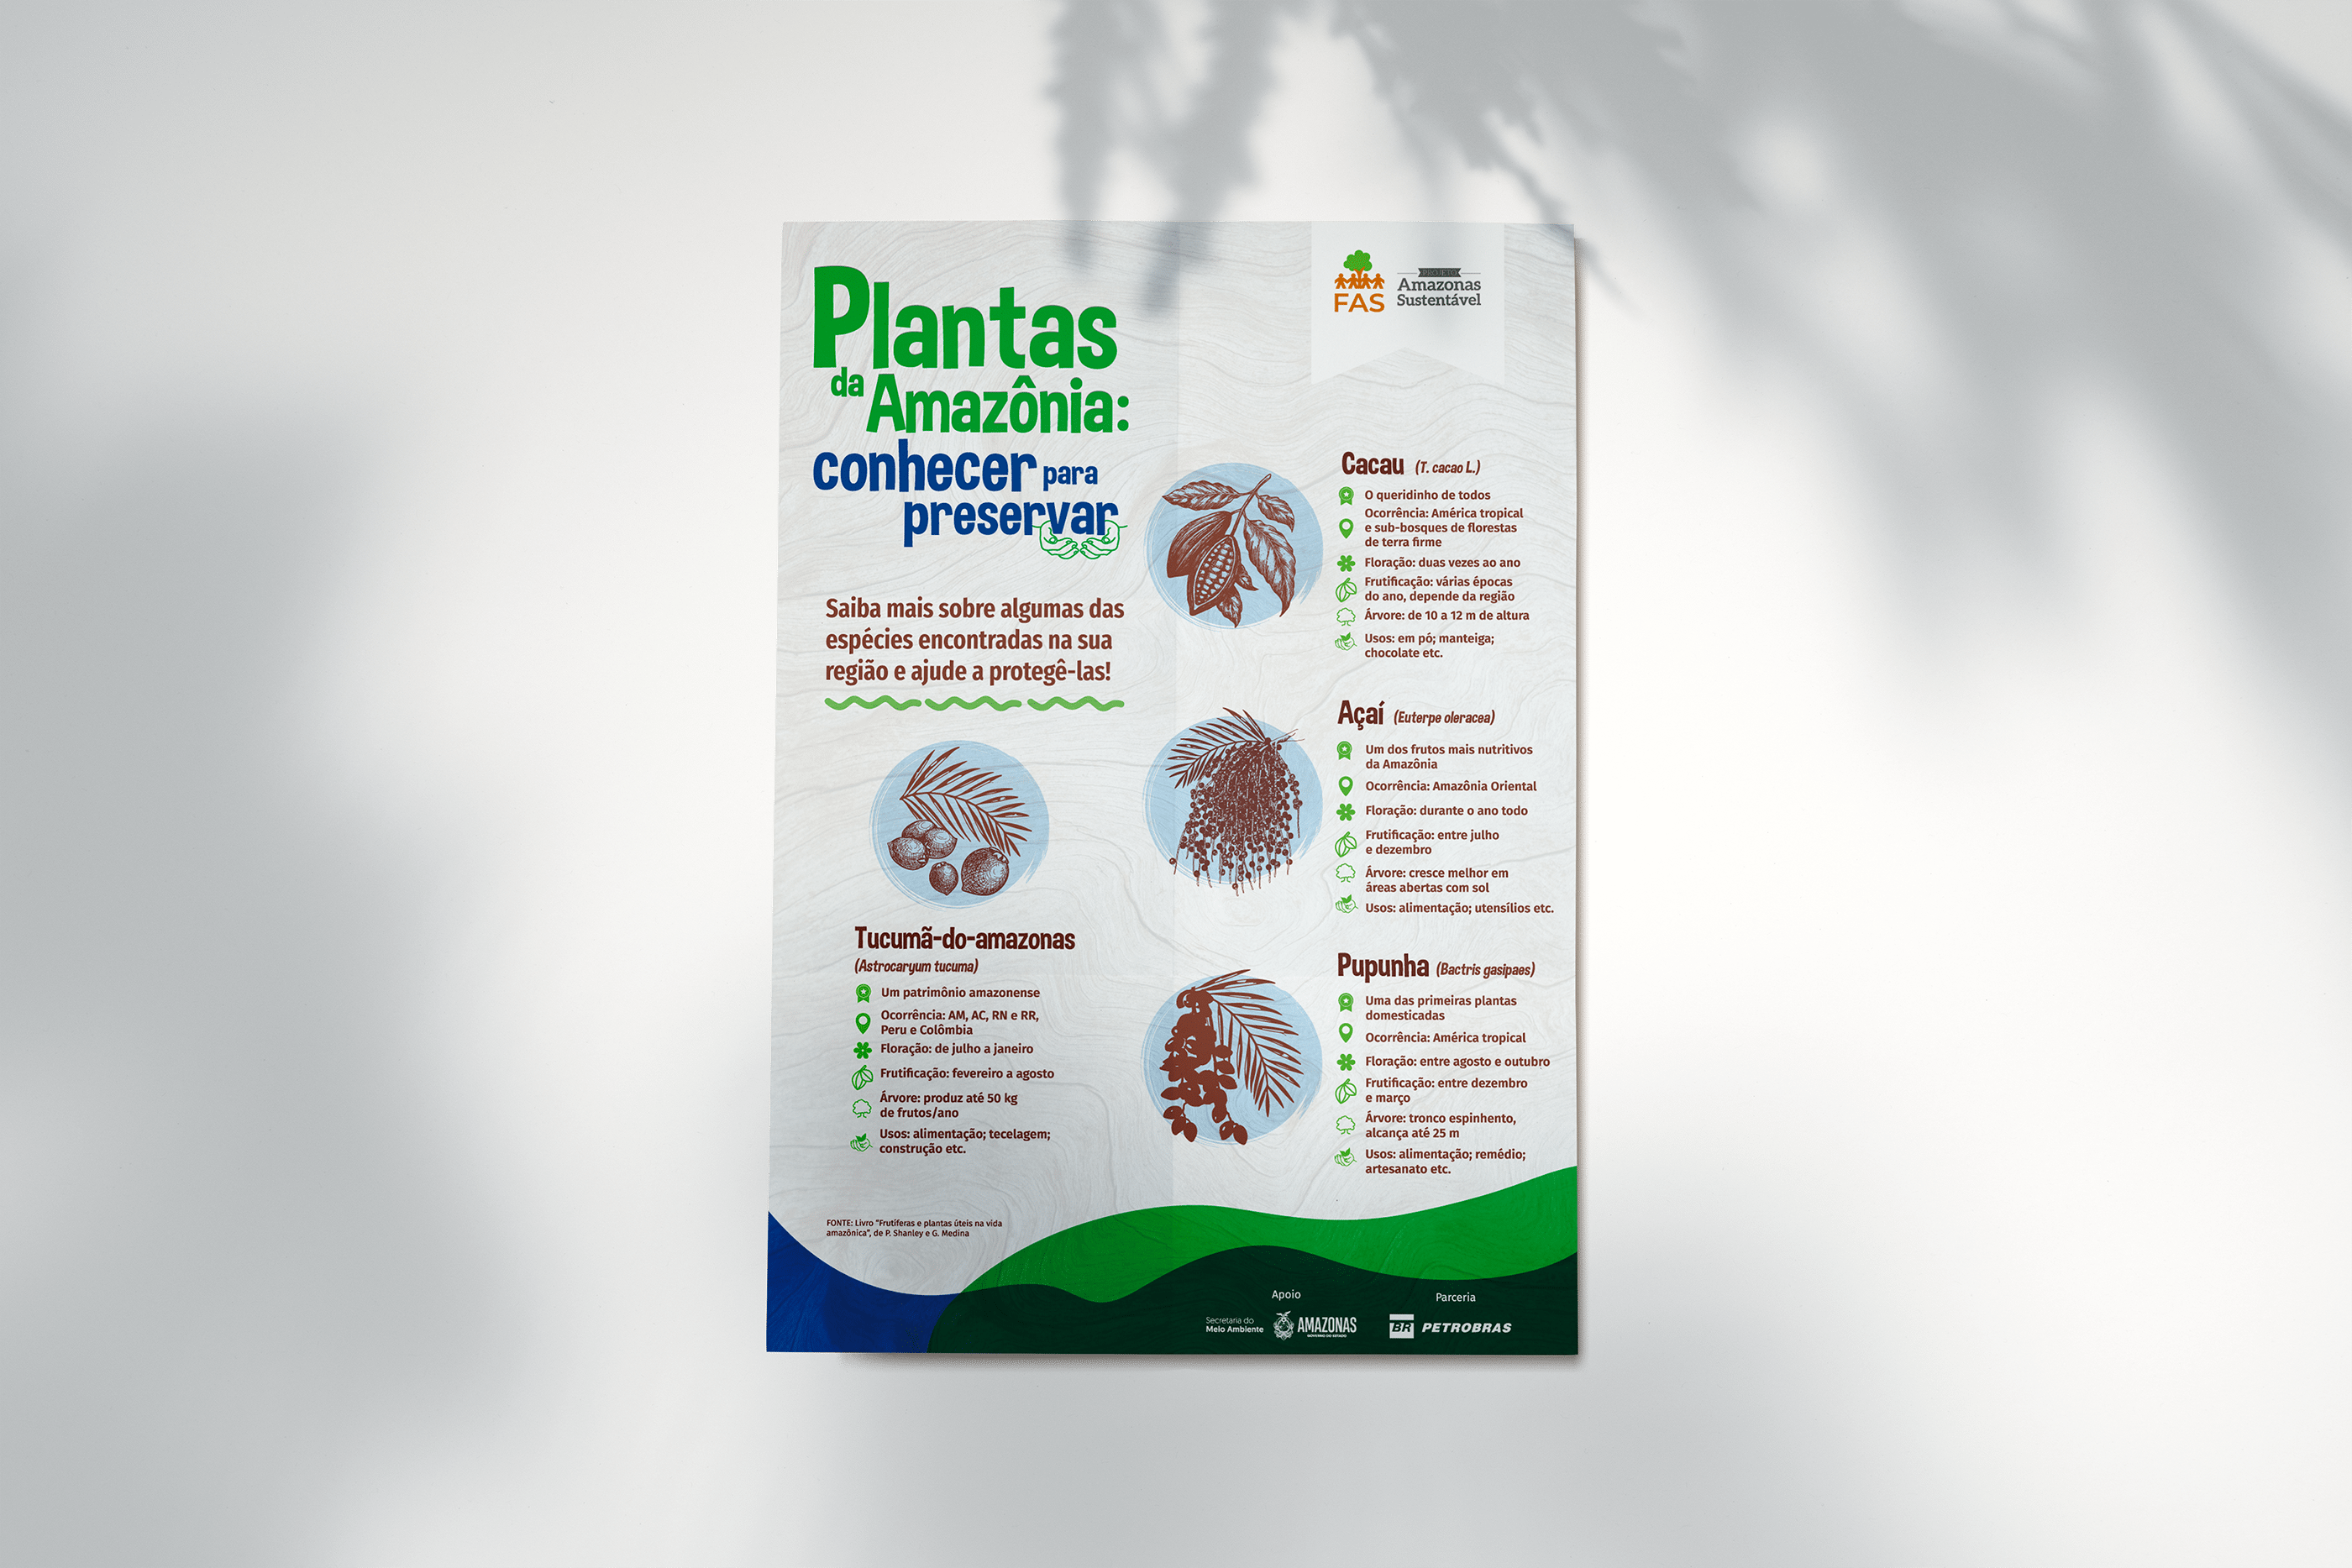 Plantas
da Amazônia:
conhecer para
preservar
Saiba mais sobre algumas das
espécies encontradas na sua
região e ajude a protegê-las!
FAS
PROJETO
Amazonas
Sustentável
Tucumã-do-amazonas
(Astrocaryum tucuma)
Um patrimônio amazonense
Ocorrência: AM, AC, RN e RR,
Peru e Colômbia
Floração: de julho a janeiro
Frutificação: fevereiro a agosto
Árvore: produz até 50 kg
de frutos/ano
Usos: alimentação; tecelagem;
construção etc.
Cacau (T. cacao L.)
O queridinho de todos
Ocorrência: América tropical
e sub-bosques de florestas
de terra firme
Floração: duas vezes ao ano
Frutificação: várias épocas
do ano, depende da região
Árvore: de 10 a 12 m de altura
Usos: em pó; manteiga;
chocolate etc.
Açaí (Euterpe oleracea)
Um dos frutos mais nutritivos
da Amazônia
Ocorrência: Amazônia Oriental
Floração: durante o ano todo
Frutificação: entre julho
e dezembro
Árvore: cresce melhor em
áreas abertas com sol
Usos: alimentação; utensílios etc.
Pupunha (Bactris gasipaes)
Uma das primeiras plantas
domesticadas
Ocorrência: América tropical
Floração: entre agosto e outubro
Frutificação: entre dezembro
e março
Árvore: tronco espinhento,
alcança até 25 m
Usos: alimentação; remédio;
artesanato etc.
FONTE: Livro "Frutíferas e plantas úteis na vida
amazônica", de P. Shanley e G. Medina
Apoio
Secretaria do
Meio Ambiente
AMAZONAS
GOVERNO DO ESTADO
Parceria
BR PETROBRAS